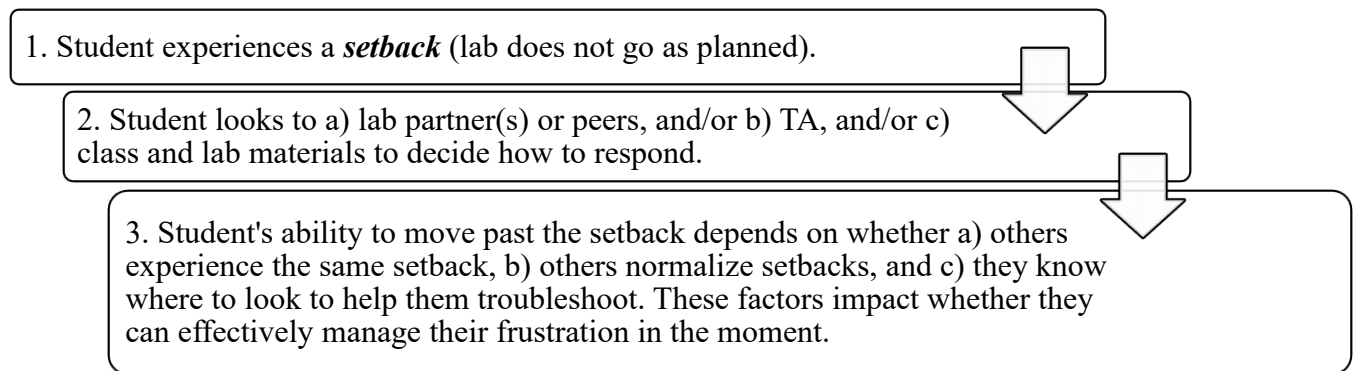 1. Student experiences a setback (lab does not go as planned).
2. Student looks to a) lab partner(s) or peers, and/or b) TA, and/or c)
class and lab materials to decide how to respond.
3. Student's ability to move past the setback depends on whether a) others
experience the same setback, b) others normalize setbacks, and c) they know
where to look to help them troubleshoot. These factors impact whether they
can effectively manage their frustration in the moment.